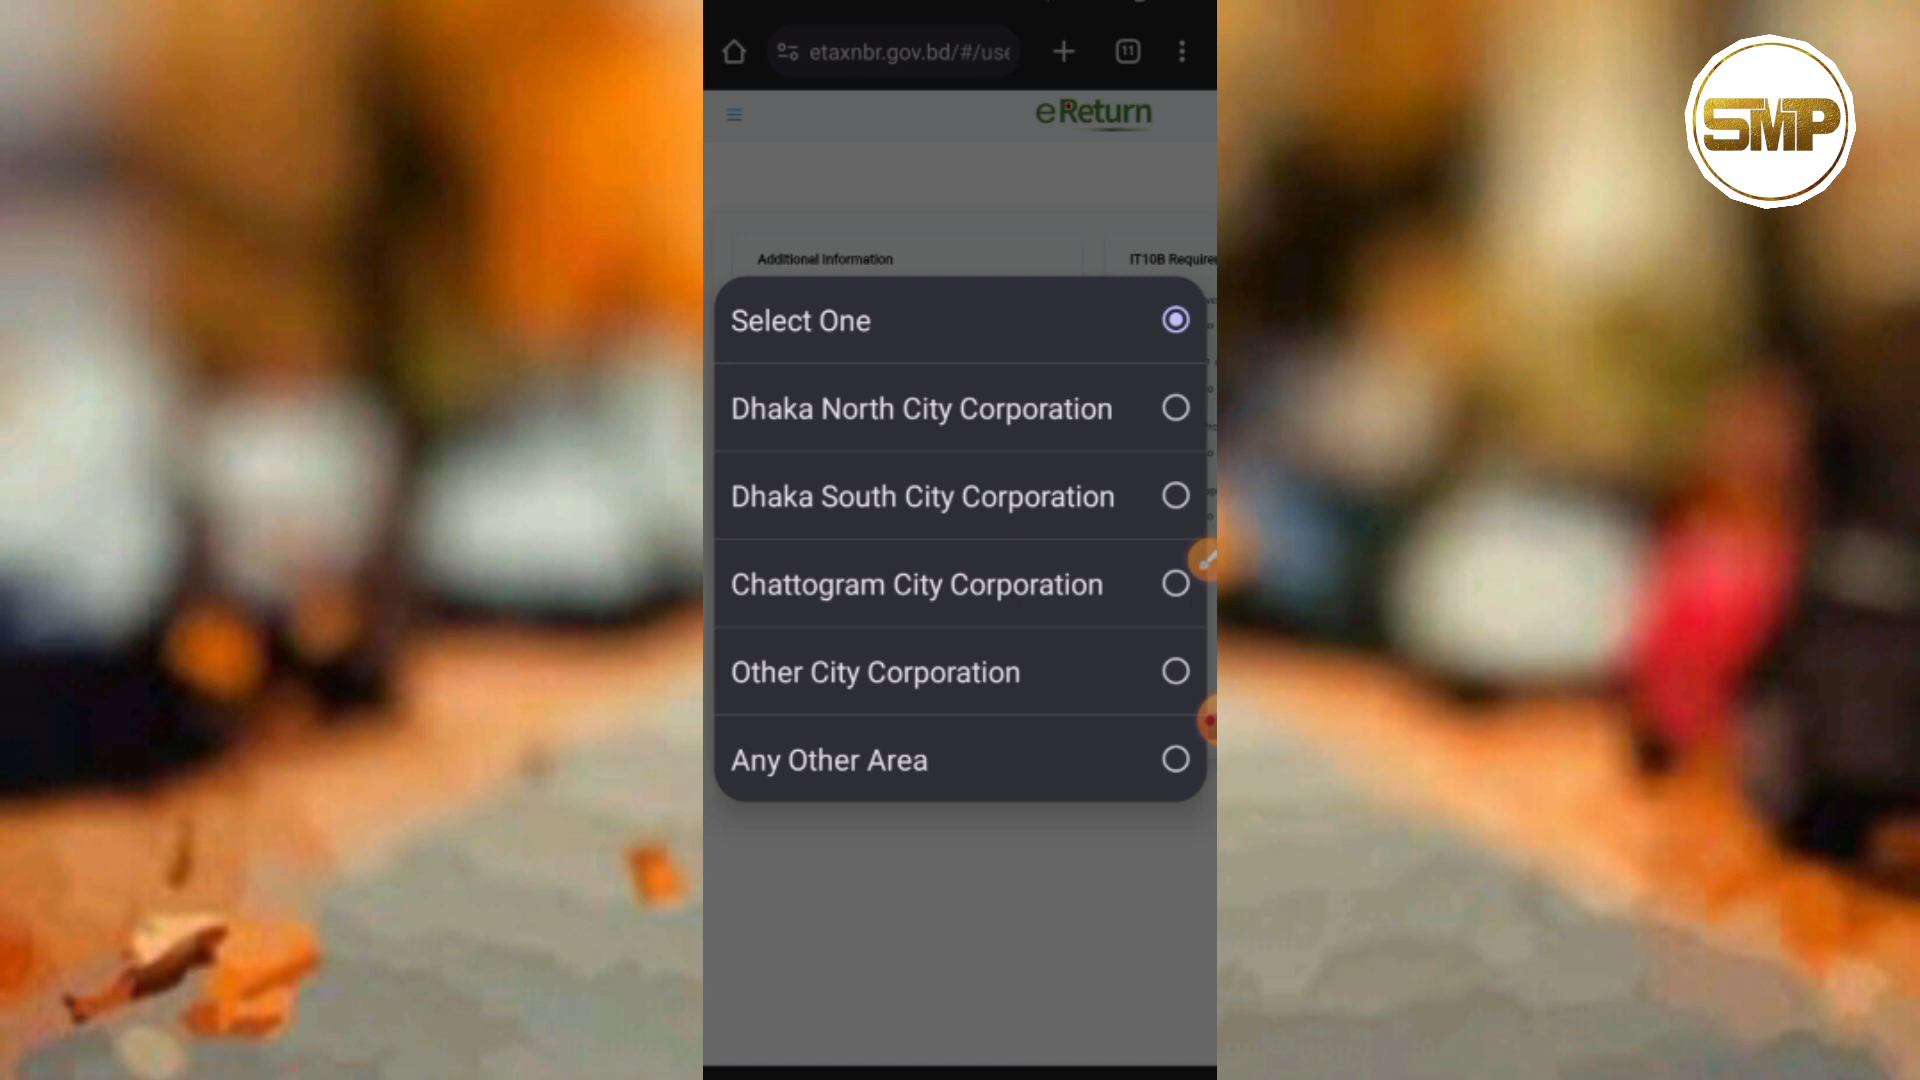 etaxnbr.gov.bd/#/use
11
eReturn
SMP
Additional Information
IT10B Require
Select One
Dhaka North City Corporation
Dhaka South City Corporation
Chattogram City Corporation
Other City Corporation
Any Other Area